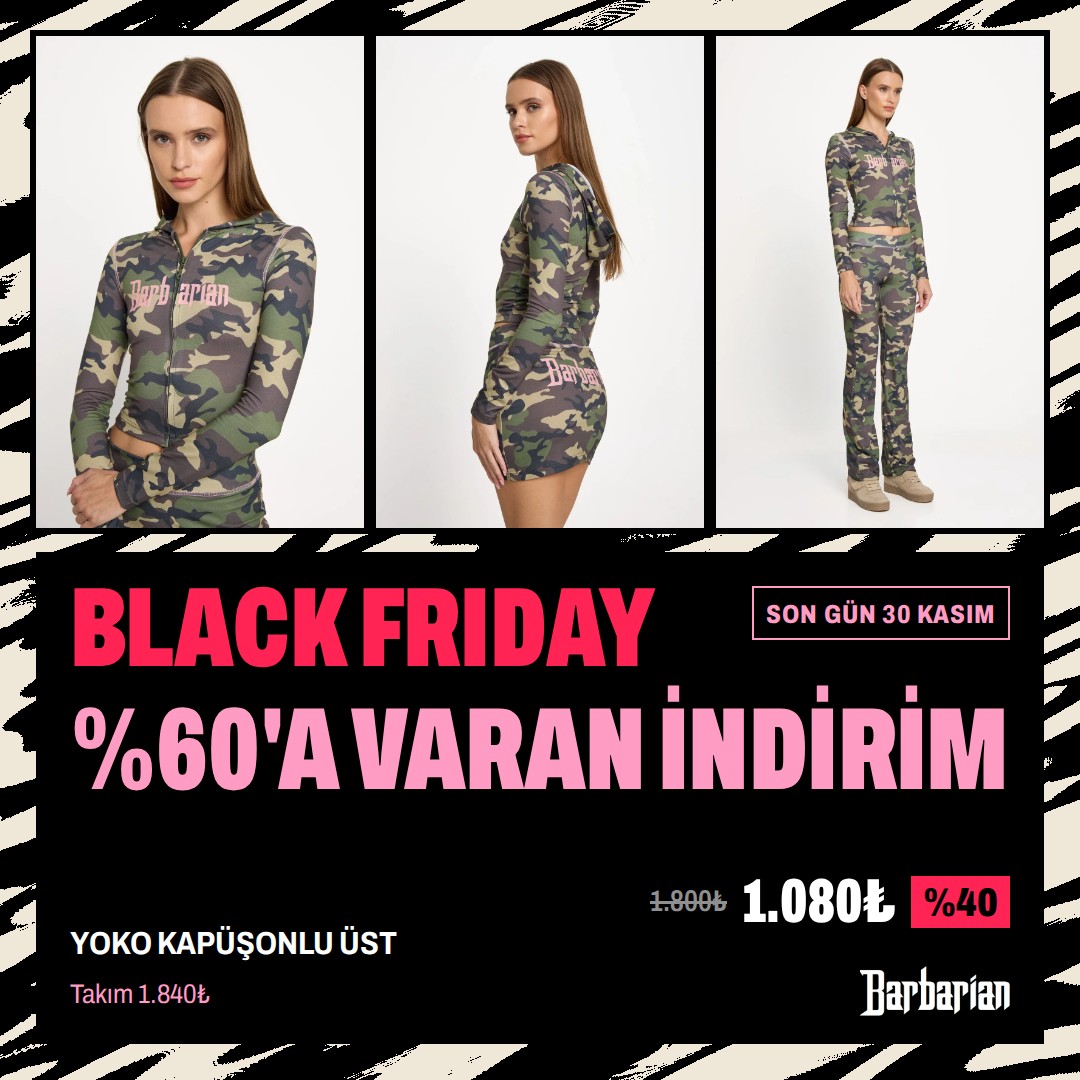 Barbarian
Barbar
Barbarian
BLACK FRIDAY
SON GÜN 30 KASIM
%60'A VARAN İNDİRİM
1.800₺ 1.080₺ %40
YOKO KAPÜŞONLU ÜST
Takım 1.840₺
Barbarian